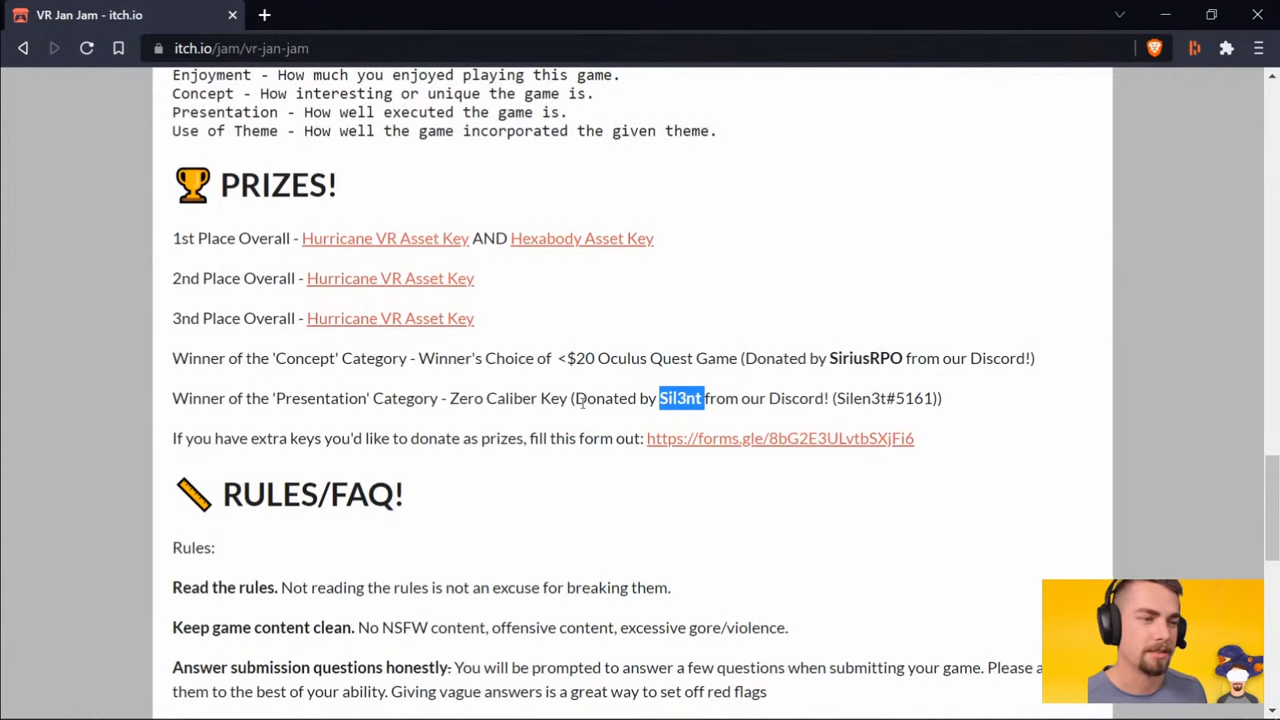 VR Jan Jam - itch.io
itch.io/jam/vr-jan-jam
Enjoyment - How much you enjoyed playing this game.
Concept - How interesting or unique the game is.
Presentation - How well executed the game is.
Use of Theme - How well the game incorporated the given theme.
PRIZES!
1st Place Overall - Hurricane VR Asset Key AND Hexabody Asset Key
2nd Place Overall - Hurricane VR Asset Key
3nd Place Overall - Hurricane VR Asset Key
Winner of the 'Concept' Category - Winner's Choice of <$20 Oculus Quest Game (Donated by SiriusRPO from our Discord!)
Winner of the 'Presentation' Category - Zero Caliber Key (Donated by Sil3nt from our Discord! (Silen3t#5161))
If you have extra keys you'd like to donate as prizes, fill this form out: https://forms.gle/8bG2E3ULvtbSXjFi6
RULES/FAQ!
Rules:
Read the rules. Not reading the rules is not an excuse for breaking them.
Keep game content clean. No NSFW content, offensive content, excessive gore/violence.
Answer submission questions honestly. You will be prompted to answer a few questions when submitting your game. Please a
them to the best of your ability. Giving vague answers is a great way to set off red flags